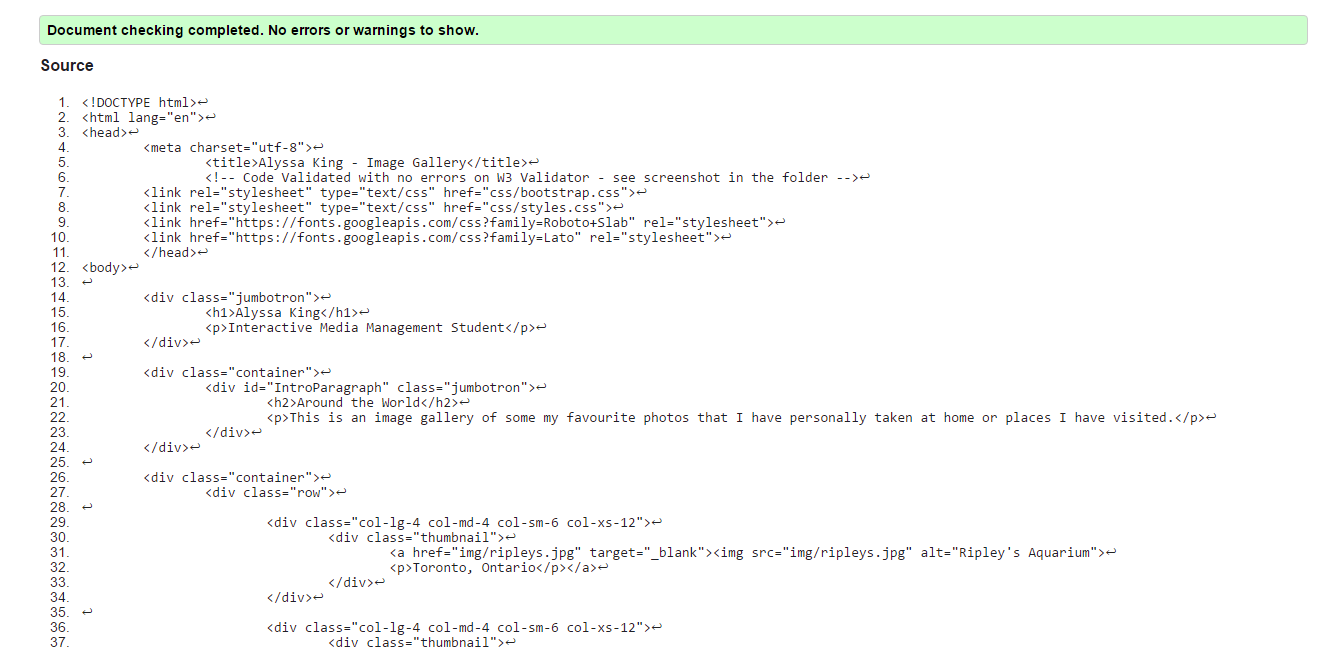 Document checking completed. No errors or warnings to show.
Source
1. <!DOCTYPE html>↩
2. <html lang="en">↩
3. <head>↩
4. <meta charset="utf-8">↩
5. <title>Alyssa King - Image Gallery</title>↩
6. <!-- Code Validated with no errors on W3 Validator - see screenshot in the folder -->↩
7. <link rel="stylesheet" type="text/css" href="css/bootstrap.css">↩
8. <link rel="stylesheet" type="text/css" href="css/styles.css">↩
9. <link href="https://fonts.googleapis.com/css?family=Roboto+Slab" rel="stylesheet">↩
10. <link href="https://fonts.googleapis.com/css?family=Lato" rel="stylesheet">↩
11. </head>↩
12. <body>↩
13. ↩
14. <div class="jumbotron">↩
15. <h1>Alyssa King</h1>↩
16. <p>Interactive Media Management Student</p>↩
17. </div>↩
18. ↩
19. <div class="container">↩
20. <div id="IntroParagraph" class="jumbotron">↩
21. <h2>Around the World</h2>↩
22. <p>This is an image gallery of some my favourite photos that I have personally taken at home or places I have visited.</p>↩
23. </div>↩
24. </div>↩
25. ↩
26. <div class="container">↩
27. <div class="row">↩
28. ↩
29. <div class="col-lg-4 col-md-4 col-sm-6 col-xs-12">↩
30. <div class="thumbnail">↩
31. <a href="img/ripleys.jpg" target="_blank"><img src="img/ripleys.jpg" alt="Ripley's Aquarium">↩
32. <p>Toronto, Ontario</p></a>↩
33. </div>↩
34. </div>↩
35. ↩
36. <div class="col-lg-4 col-md-4 col-sm-6 col-xs-12">↩
37. <div class="thumbnail">↩